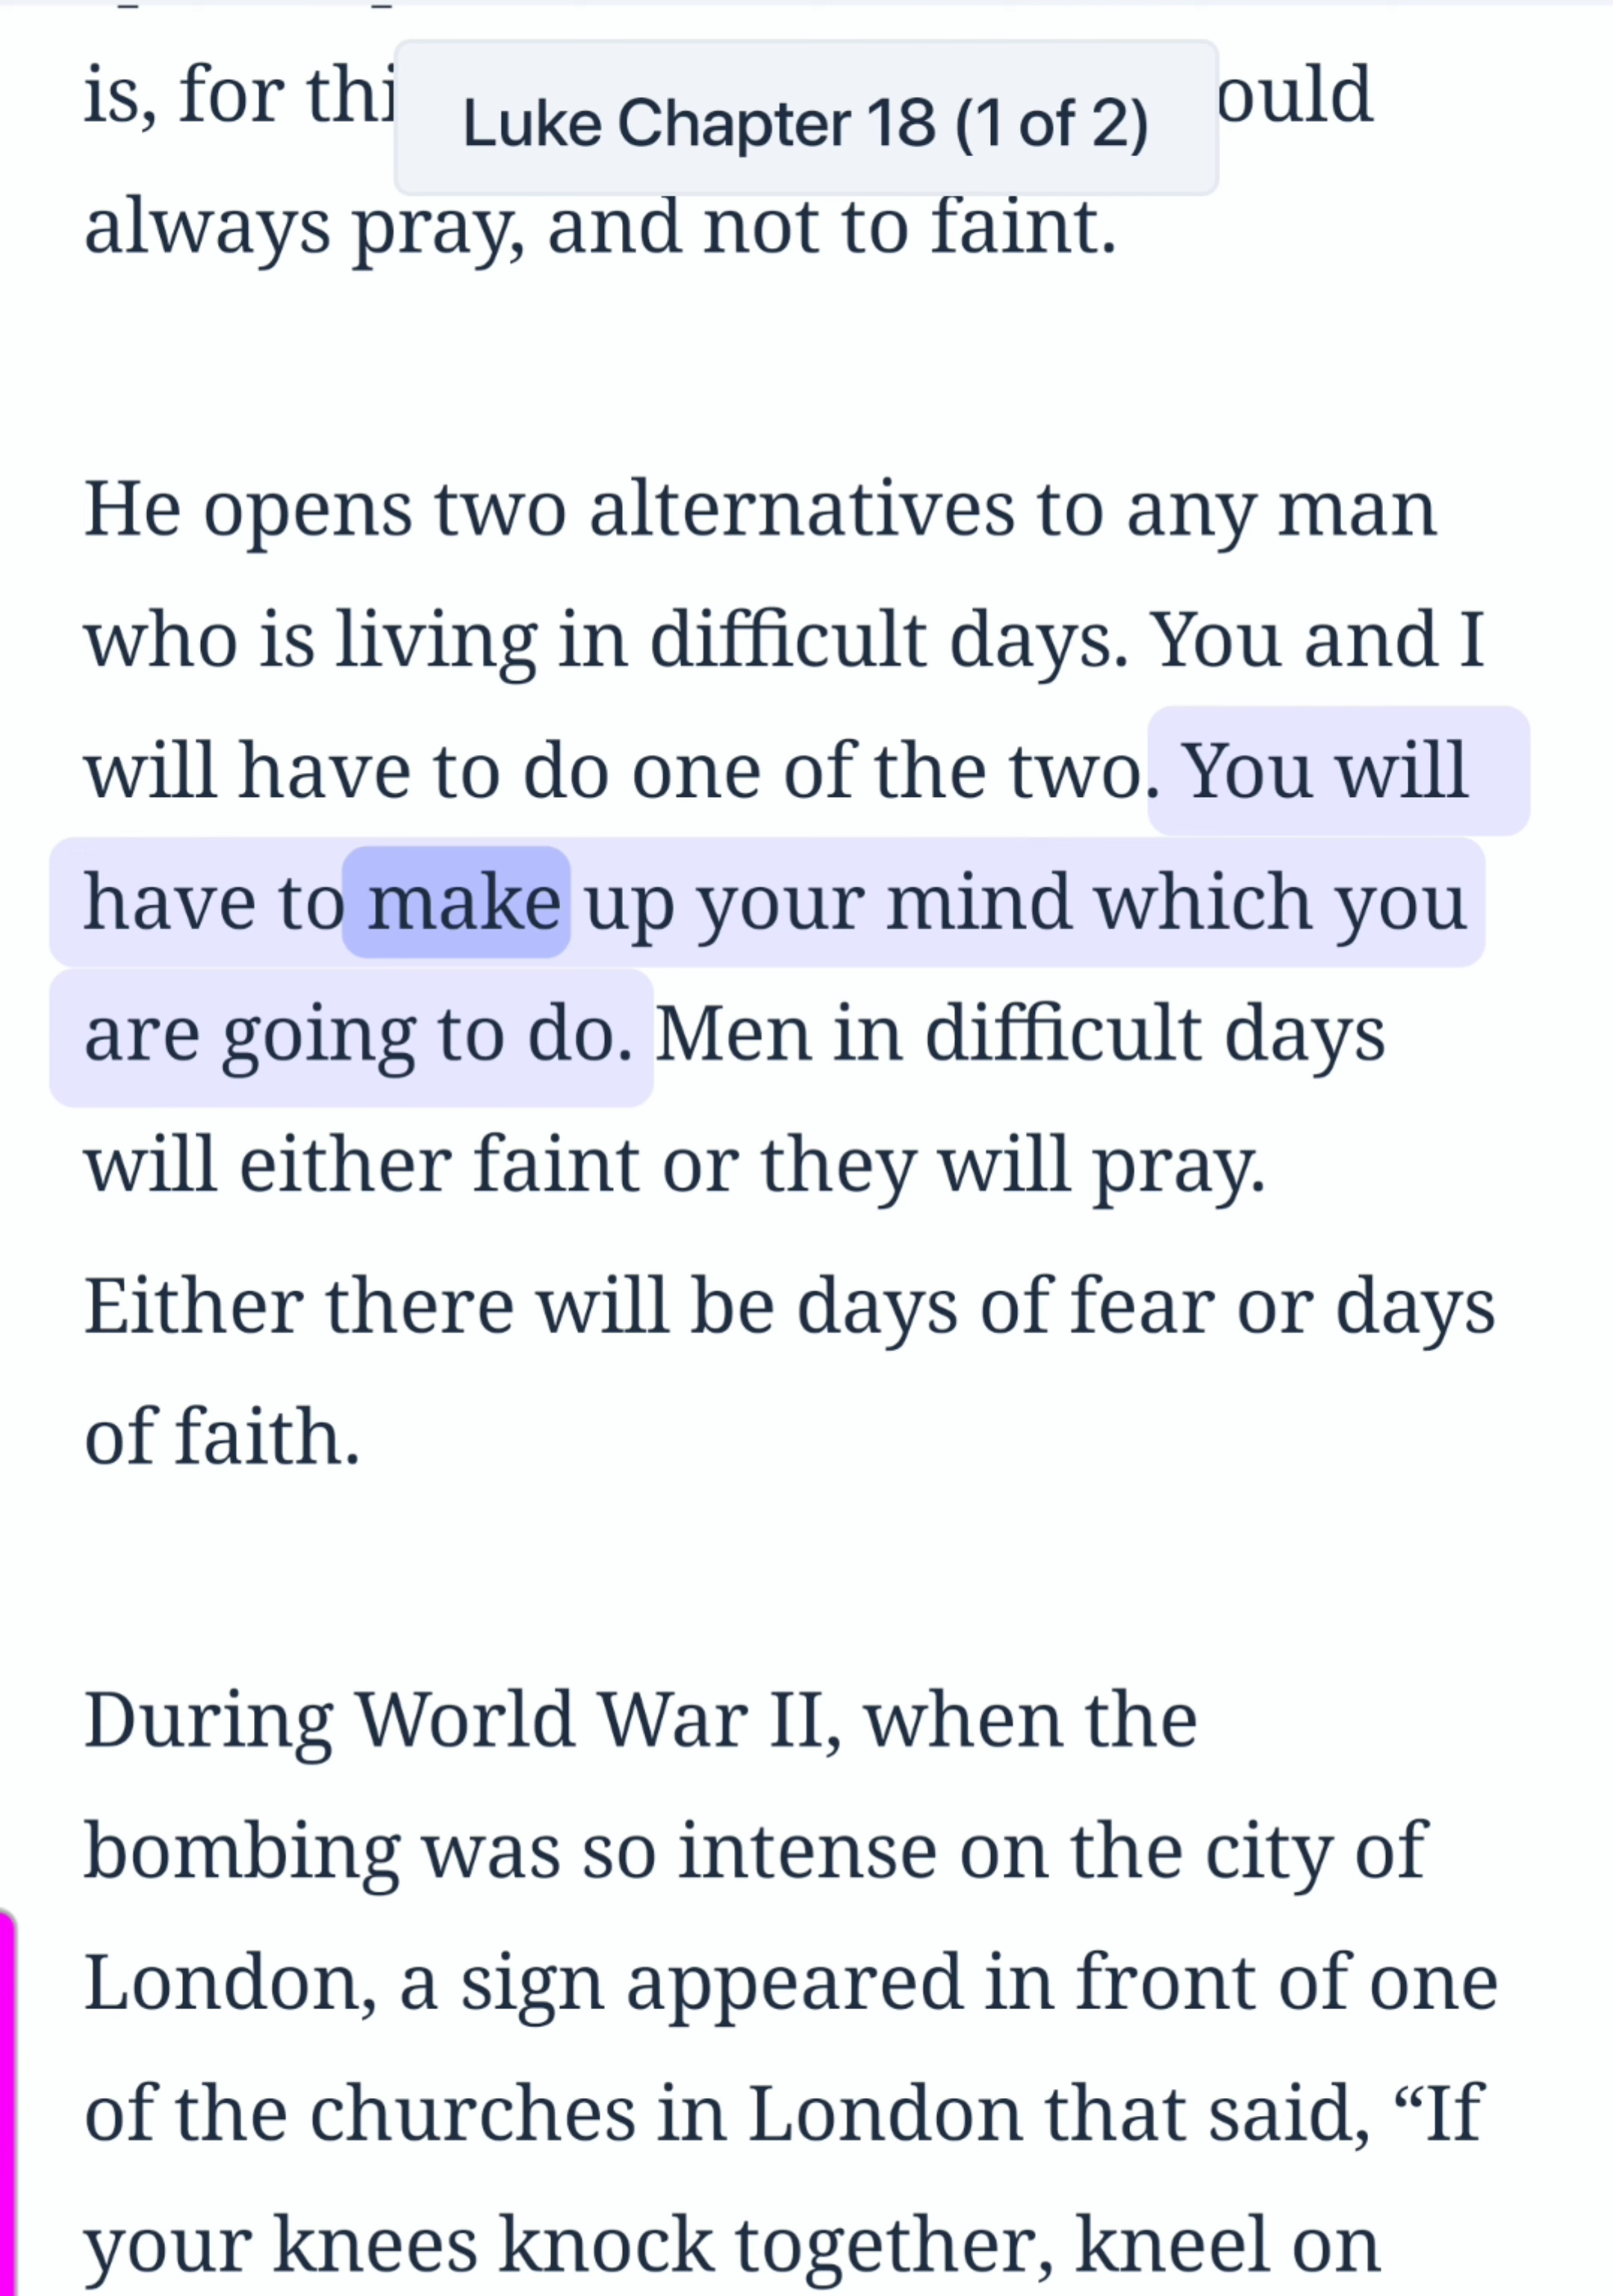 Luke Chapter 18 (1 of 2)
is, for
always pray, and not to faint.
He opens two alternatives to any man
who is living in difficult days. You and I
will have to do one of the two. You will
have to make up your mind which you
are going to do. Men in difficult days
will either faint or they will pray.
Either there will be days of fear or days
of faith.
During World War II, when the
bombing was so intense on the city of
London, a sign appeared in front of one
of the churches in London that said, “If
your knees knock together, kneel on